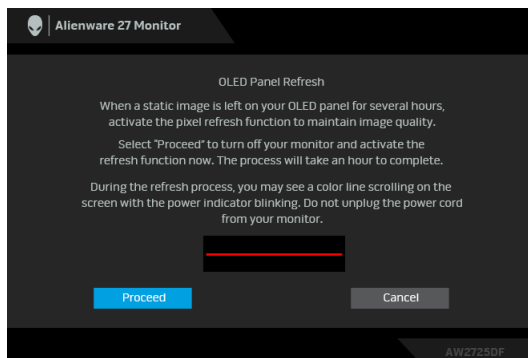 Alienware 27 Monitor
OLED Panel Refresh
When a static image is left on your OLED panel for several hours,
activate the pixel refresh function to maintain image quality.
Select "Proceed" to turn off your monitor and activate the
refresh function now. The process will take an hour to complete.
During the refresh process, you may see a color line scrolling on the
screen with the power indicator blinking. Do not unplug the power cord
from your monitor.
Proceed
Cancel
AW2725DF